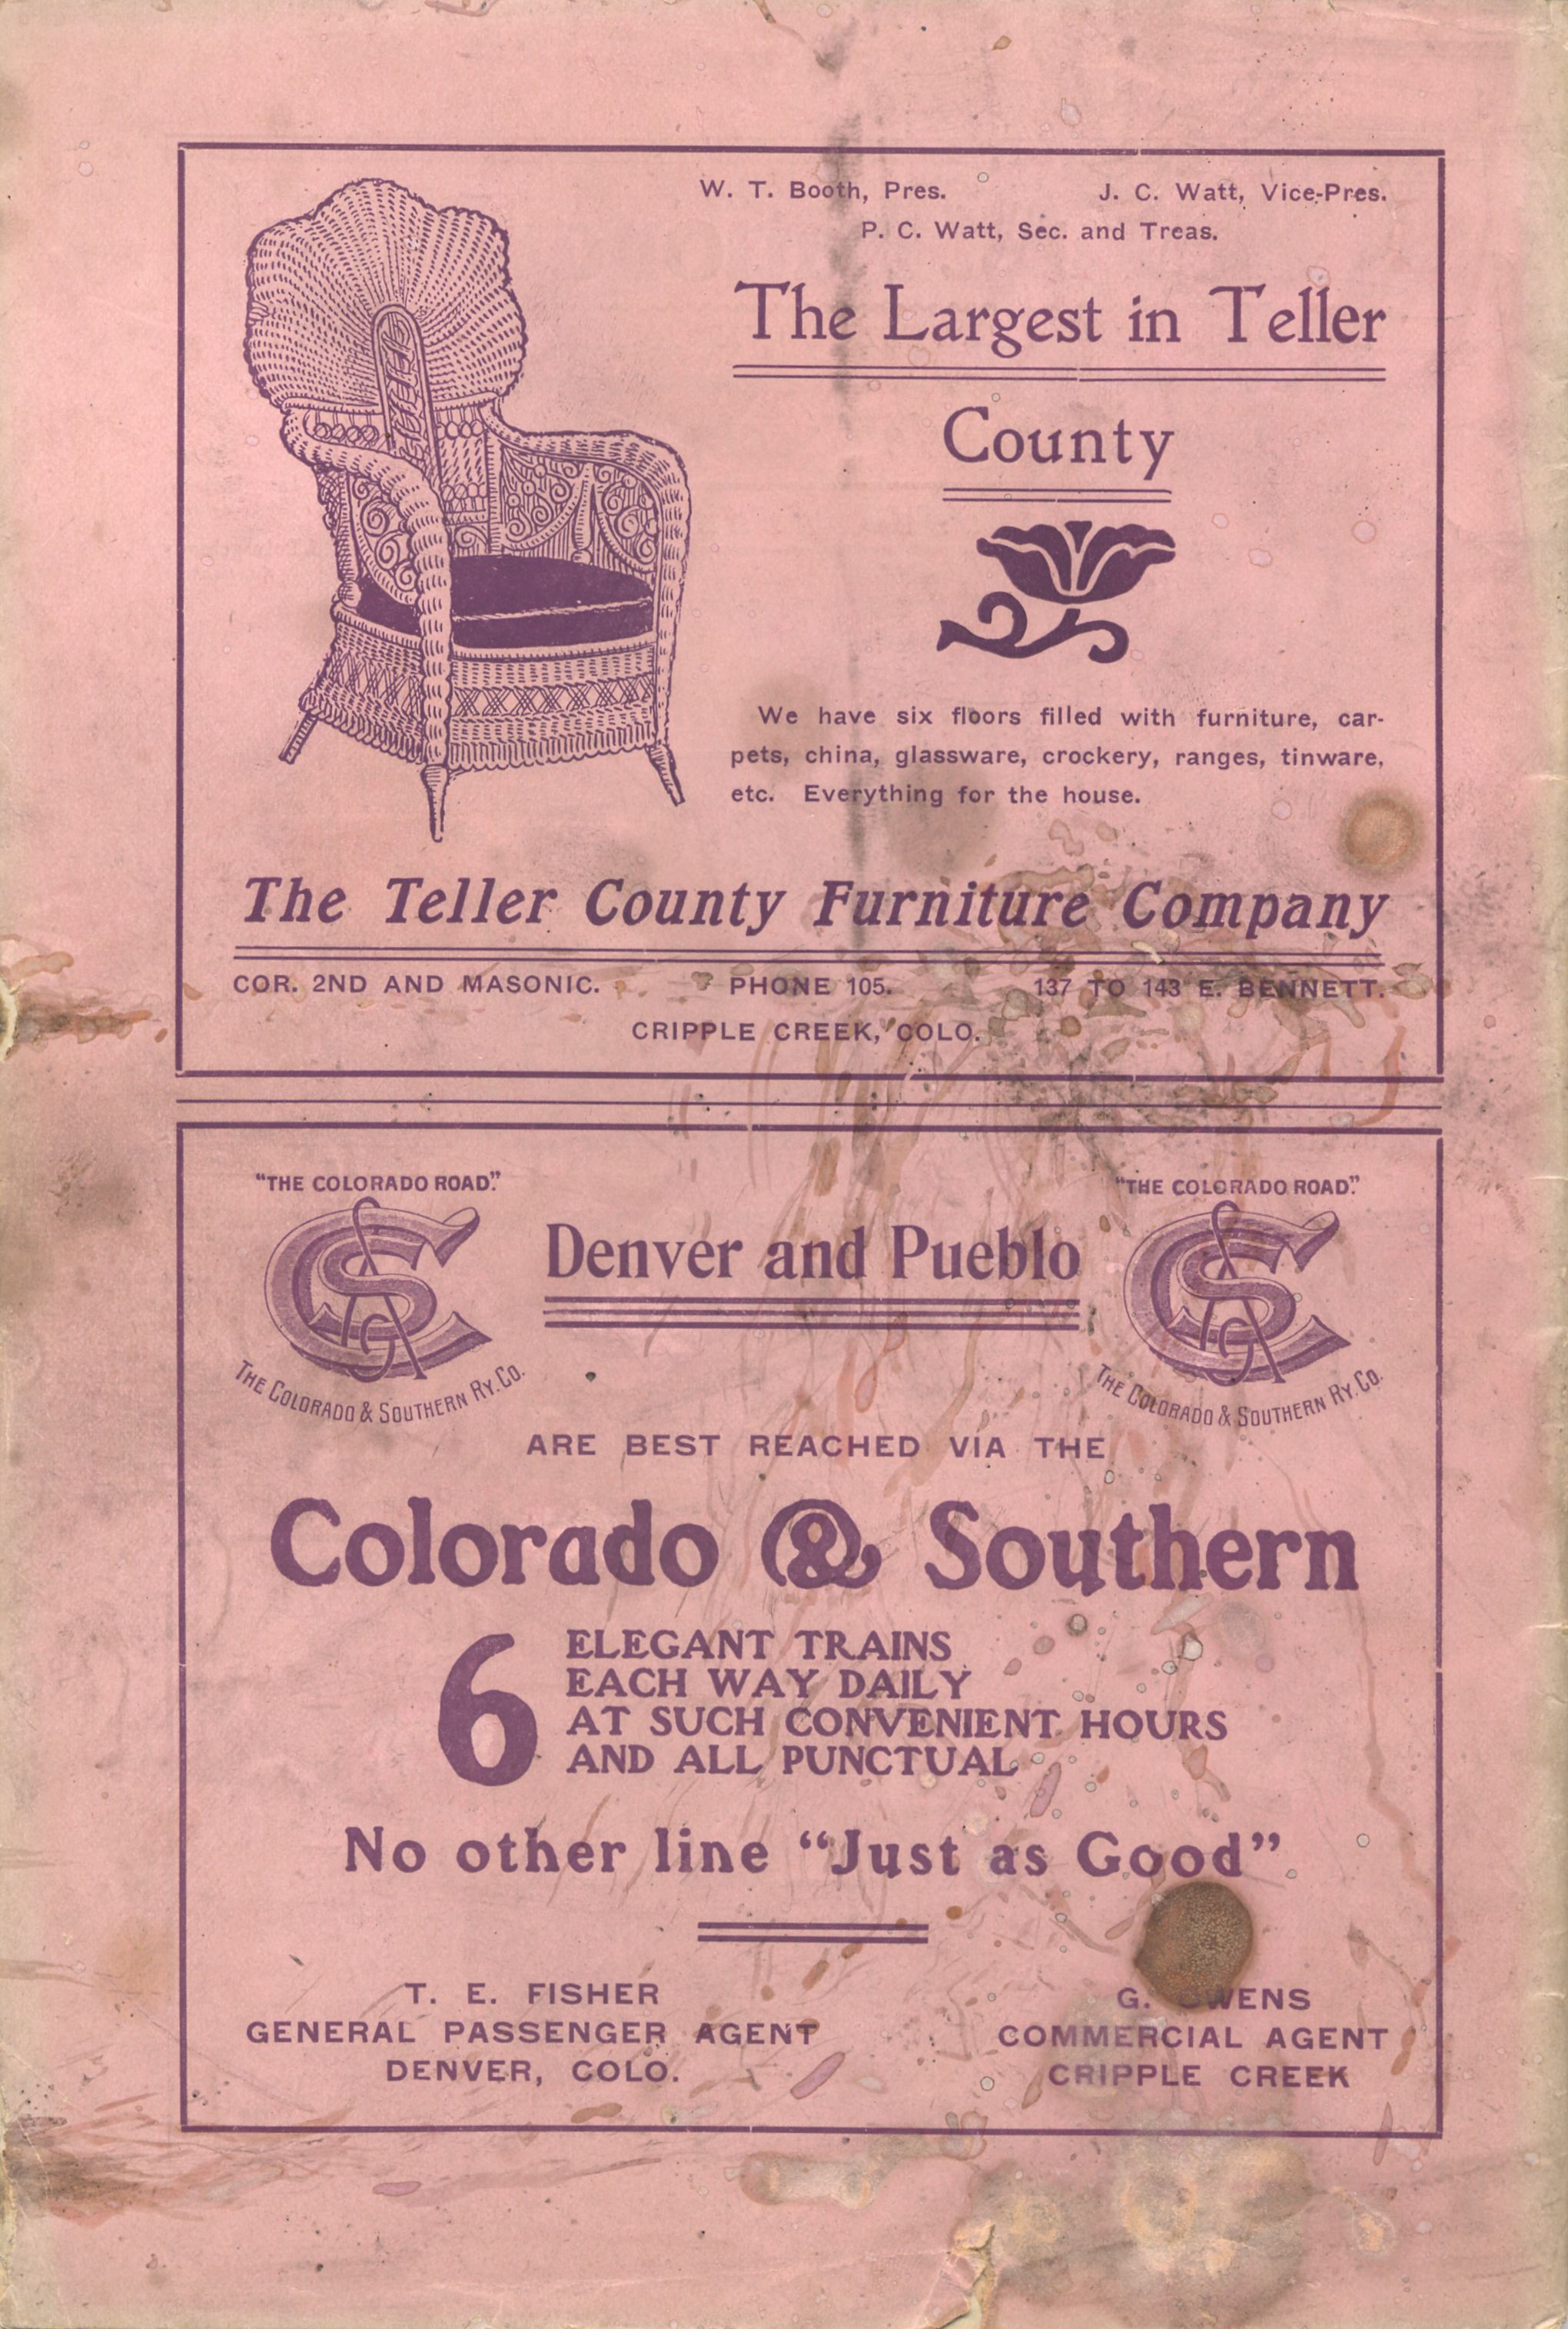 W. T. Booth, Pres. J. C. Watt, Vice-Pres.
P. C. Watt, Sec. and Treas.
The Largest in Teller
County
We have six floors filled with furniture, car-
pets, china, glassware, crockery, ranges, tinware,
etc. Everything for the house.
The Teller County Furniture Company
COR. 2ND AND MASONIC. PHONE 105. 137 TO 143 E. BENNETT.
CRIPPLE CREEK, COLO.
"THE COLORADO ROAD."
THE COLORADO & SOUTHERN RY. CO.
Denver and Pueblo
"THE COLORADO ROAD."
THE COLORADO & SOUTHERN RY. CO.
ARE BEST REACHED VIA THE
Colorado & Southern
6 ELEGANT TRAINS
EACH WAY DAILY
AT SUCH CONVENIENT HOURS
AND ALL PUNCTUAL
No other line "Just as Good"
T. E. FISHER
GENERAL PASSENGER AGENT
DENVER, COLO.
G.
COMMERCIAL AGENT
CRIPPLE CREEK